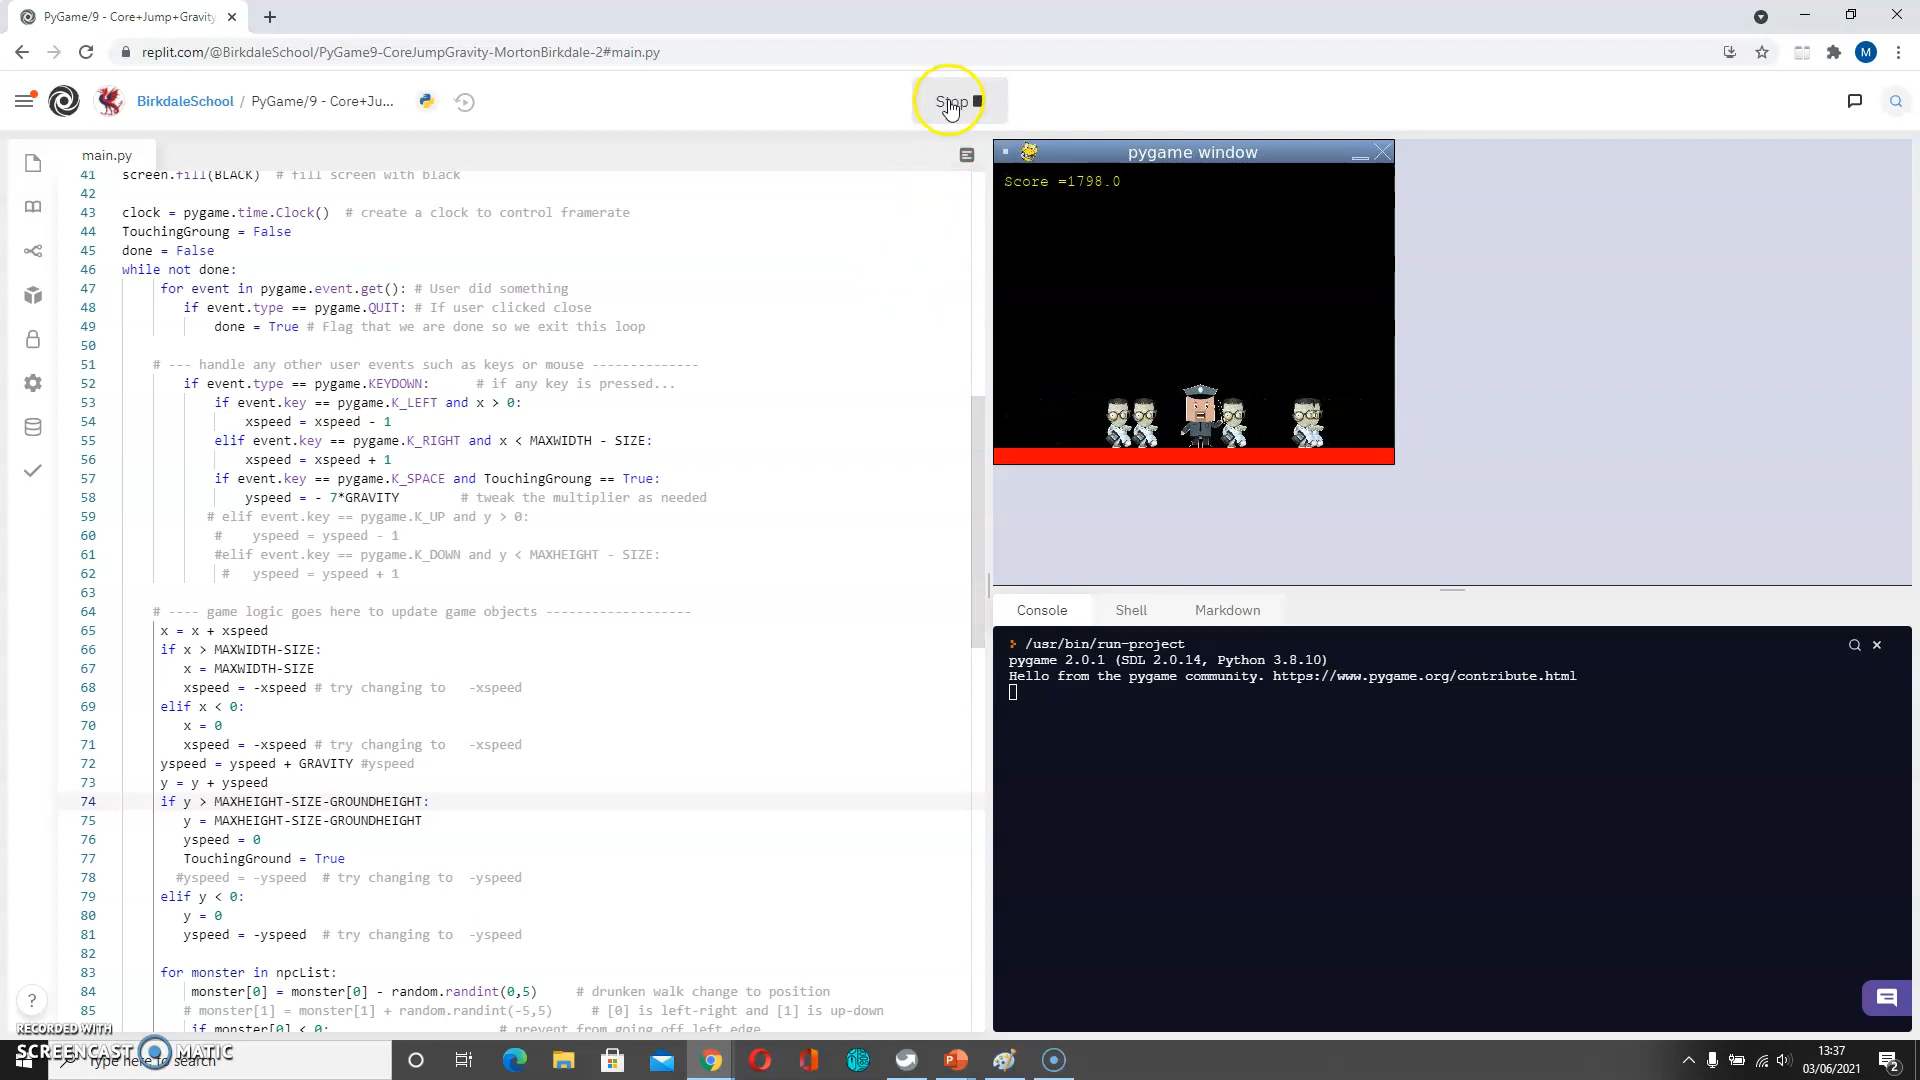 PyGame/9 - Core+Jump+Gravity
replit.com/@BirkdaleSchool/PyGame9-CoreJumpGravity-MortonBirkdale-2#main.py
M
BirkdaleSchool / PyGame/9 - Core+Ju...
Stop
main.py
41 screen.fill(BLACK)  # fill screen with black
42
43 clock = pygame.time.Clock()  # create a clock to control framerate
44 TouchingGroung = False
45 done = False
46 while not done:
47 for event in pygame.event.get(): # User did something
48 if event.type == pygame.QUIT: # If user clicked close
49 done = True # Flag that we are done so we exit this loop
50
51 # --- handle any other user events such as keys or mouse --------------
52 if event.type == pygame.KEYDOWN:      # if any key is pressed...
53 if event.key == pygame.K_LEFT and x > 0:
54 xspeed = xspeed - 1
55 elif event.key == pygame.K_RIGHT and x < MAXWIDTH - SIZE:
56 xspeed = xspeed + 1
57 if event.key == pygame.K_SPACE and TouchingGroung == True:
58 yspeed = - 7*GRAVITY        # tweak the multiplier as needed
59 # elif event.key == pygame.K_UP and y > 0:
60 #    yspeed = yspeed - 1
61 #elif event.key == pygame.K_DOWN and y < MAXHEIGHT - SIZE:
62 #   yspeed = yspeed + 1
63
64 # ---- game logic goes here to update game objects -------------------
65 x = x + xspeed
66 if x > MAXWIDTH-SIZE:
67 x = MAXWIDTH-SIZE
68 xspeed = -xspeed # try changing to   -xspeed
69 elif x < 0:
70 x = 0
71 xspeed = -xspeed # try changing to   -xspeed
72 yspeed = yspeed + GRAVITY #yspeed
73 y = y + yspeed
74 if y > MAXHEIGHT-SIZE-GROUNDHEIGHT:
75 y = MAXHEIGHT-SIZE-GROUNDHEIGHT
76 yspeed = 0
77 TouchingGround = True
78 #yspeed = -yspeed  # try changing to  -yspeed
79 elif y < 0:
80 y = 0
81 yspeed = -yspeed  # try changing to  -yspeed
82
83 for monster in npcList:
84 monster[0] = monster[0] - random.randint(0,5)     # drunken walk change to position
85 # monster[1] = monster[1] + random.randint(-5,5)    # [0] is left-right and [1] is up-down
if monster[0] < 0:                      # prevent from going off left edge
pygame window
Score =1798.0
Console Shell Markdown
/usr/bin/run-project
pygame 2.0.1 (SDL 2.0.14, Python 3.8.10)
Hello from the pygame community. https://www.pygame.org/contribute.html
?
RECORDED WITH
SCREENCAST MATIC
Type here to search
13:37
03/06/2021
2